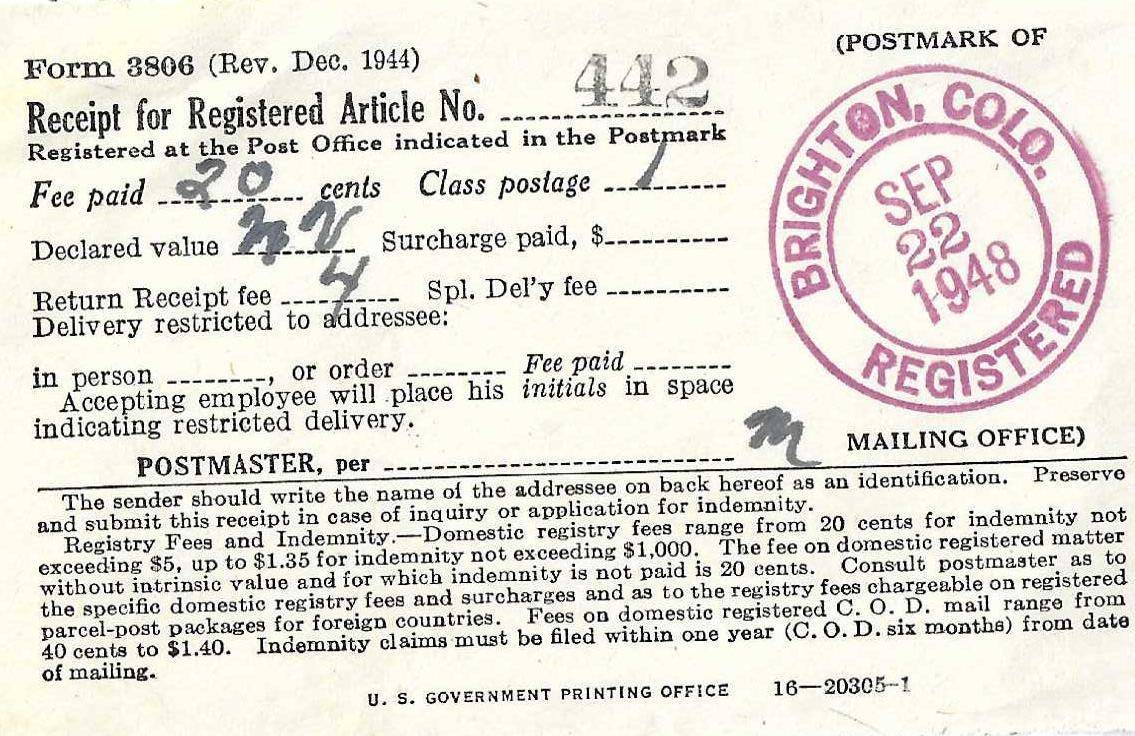 (POSTMARK OF
Form 3806 (Rev. Dec. 1944)
Receipt for Registered Article No. 442
Registered at the Post Office indicated in the Postmark
Fee paid 20 cents Class postage 1
Declared value NV Surcharge paid, $
Return Receipt fee 4 Spl. Del'y fee
Delivery restricted to addressee:
in person , or order Fee paid
Accepting employee will place his initials in space
indicating restricted delivery.
BRIGHTON, COLO.
SEP
22
1948
REGISTERED
m
MAILING OFFICE)
POSTMASTER, per
The sender should write the name of the addressee on back hereof as an identification. Preserve
and submit this receipt in case of inquiry or application for indemnity.
Registry Fees and Indemnity.—Domestic registry fees range from 20 cents for indemnity not
exceeding $5, up to $1.35 for indemnity not exceeding $1,000. The fee on domestic registered matter
without intrinsic value and for which indemnity is not paid is 20 cents. Consult postmaster as to
the specific domestic registry fees and surcharges and as to the registry fees chargeable on registered
parcel-post packages for foreign countries. Fees on domestic registered C. O. D. mail range from
40 cents to $1.40. Indemnity claims must be filed within one year (C. O. D. six months) from date
of mailing.
U. S. GOVERNMENT PRINTING OFFICE 16—20305-1